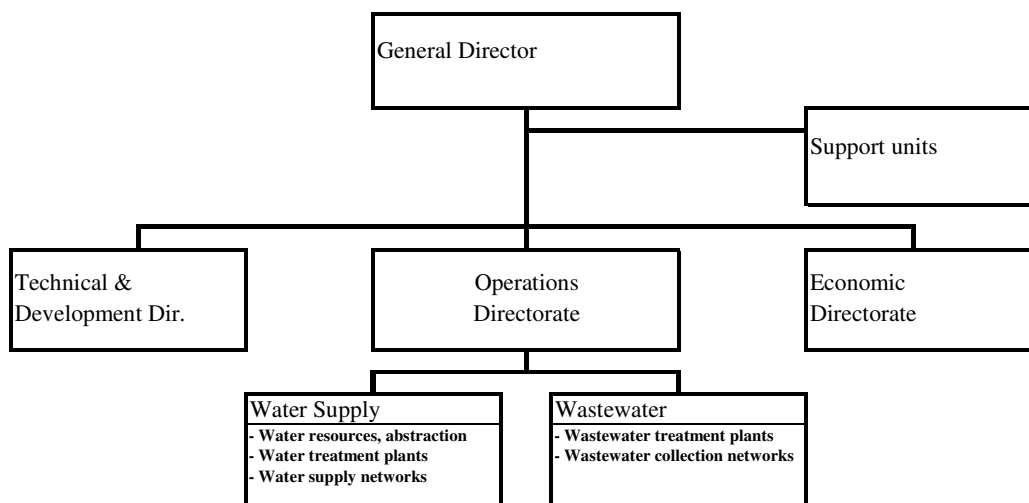 General Director
Support units
Technical &
Development Dir.
Operations
Directorate
Economic
Directorate
Water Supply
- Water resources, abstraction
- Water treatment plants
- Water supply networks
Wastewater
- Wastewater treatment plants
- Wastewater collection networks